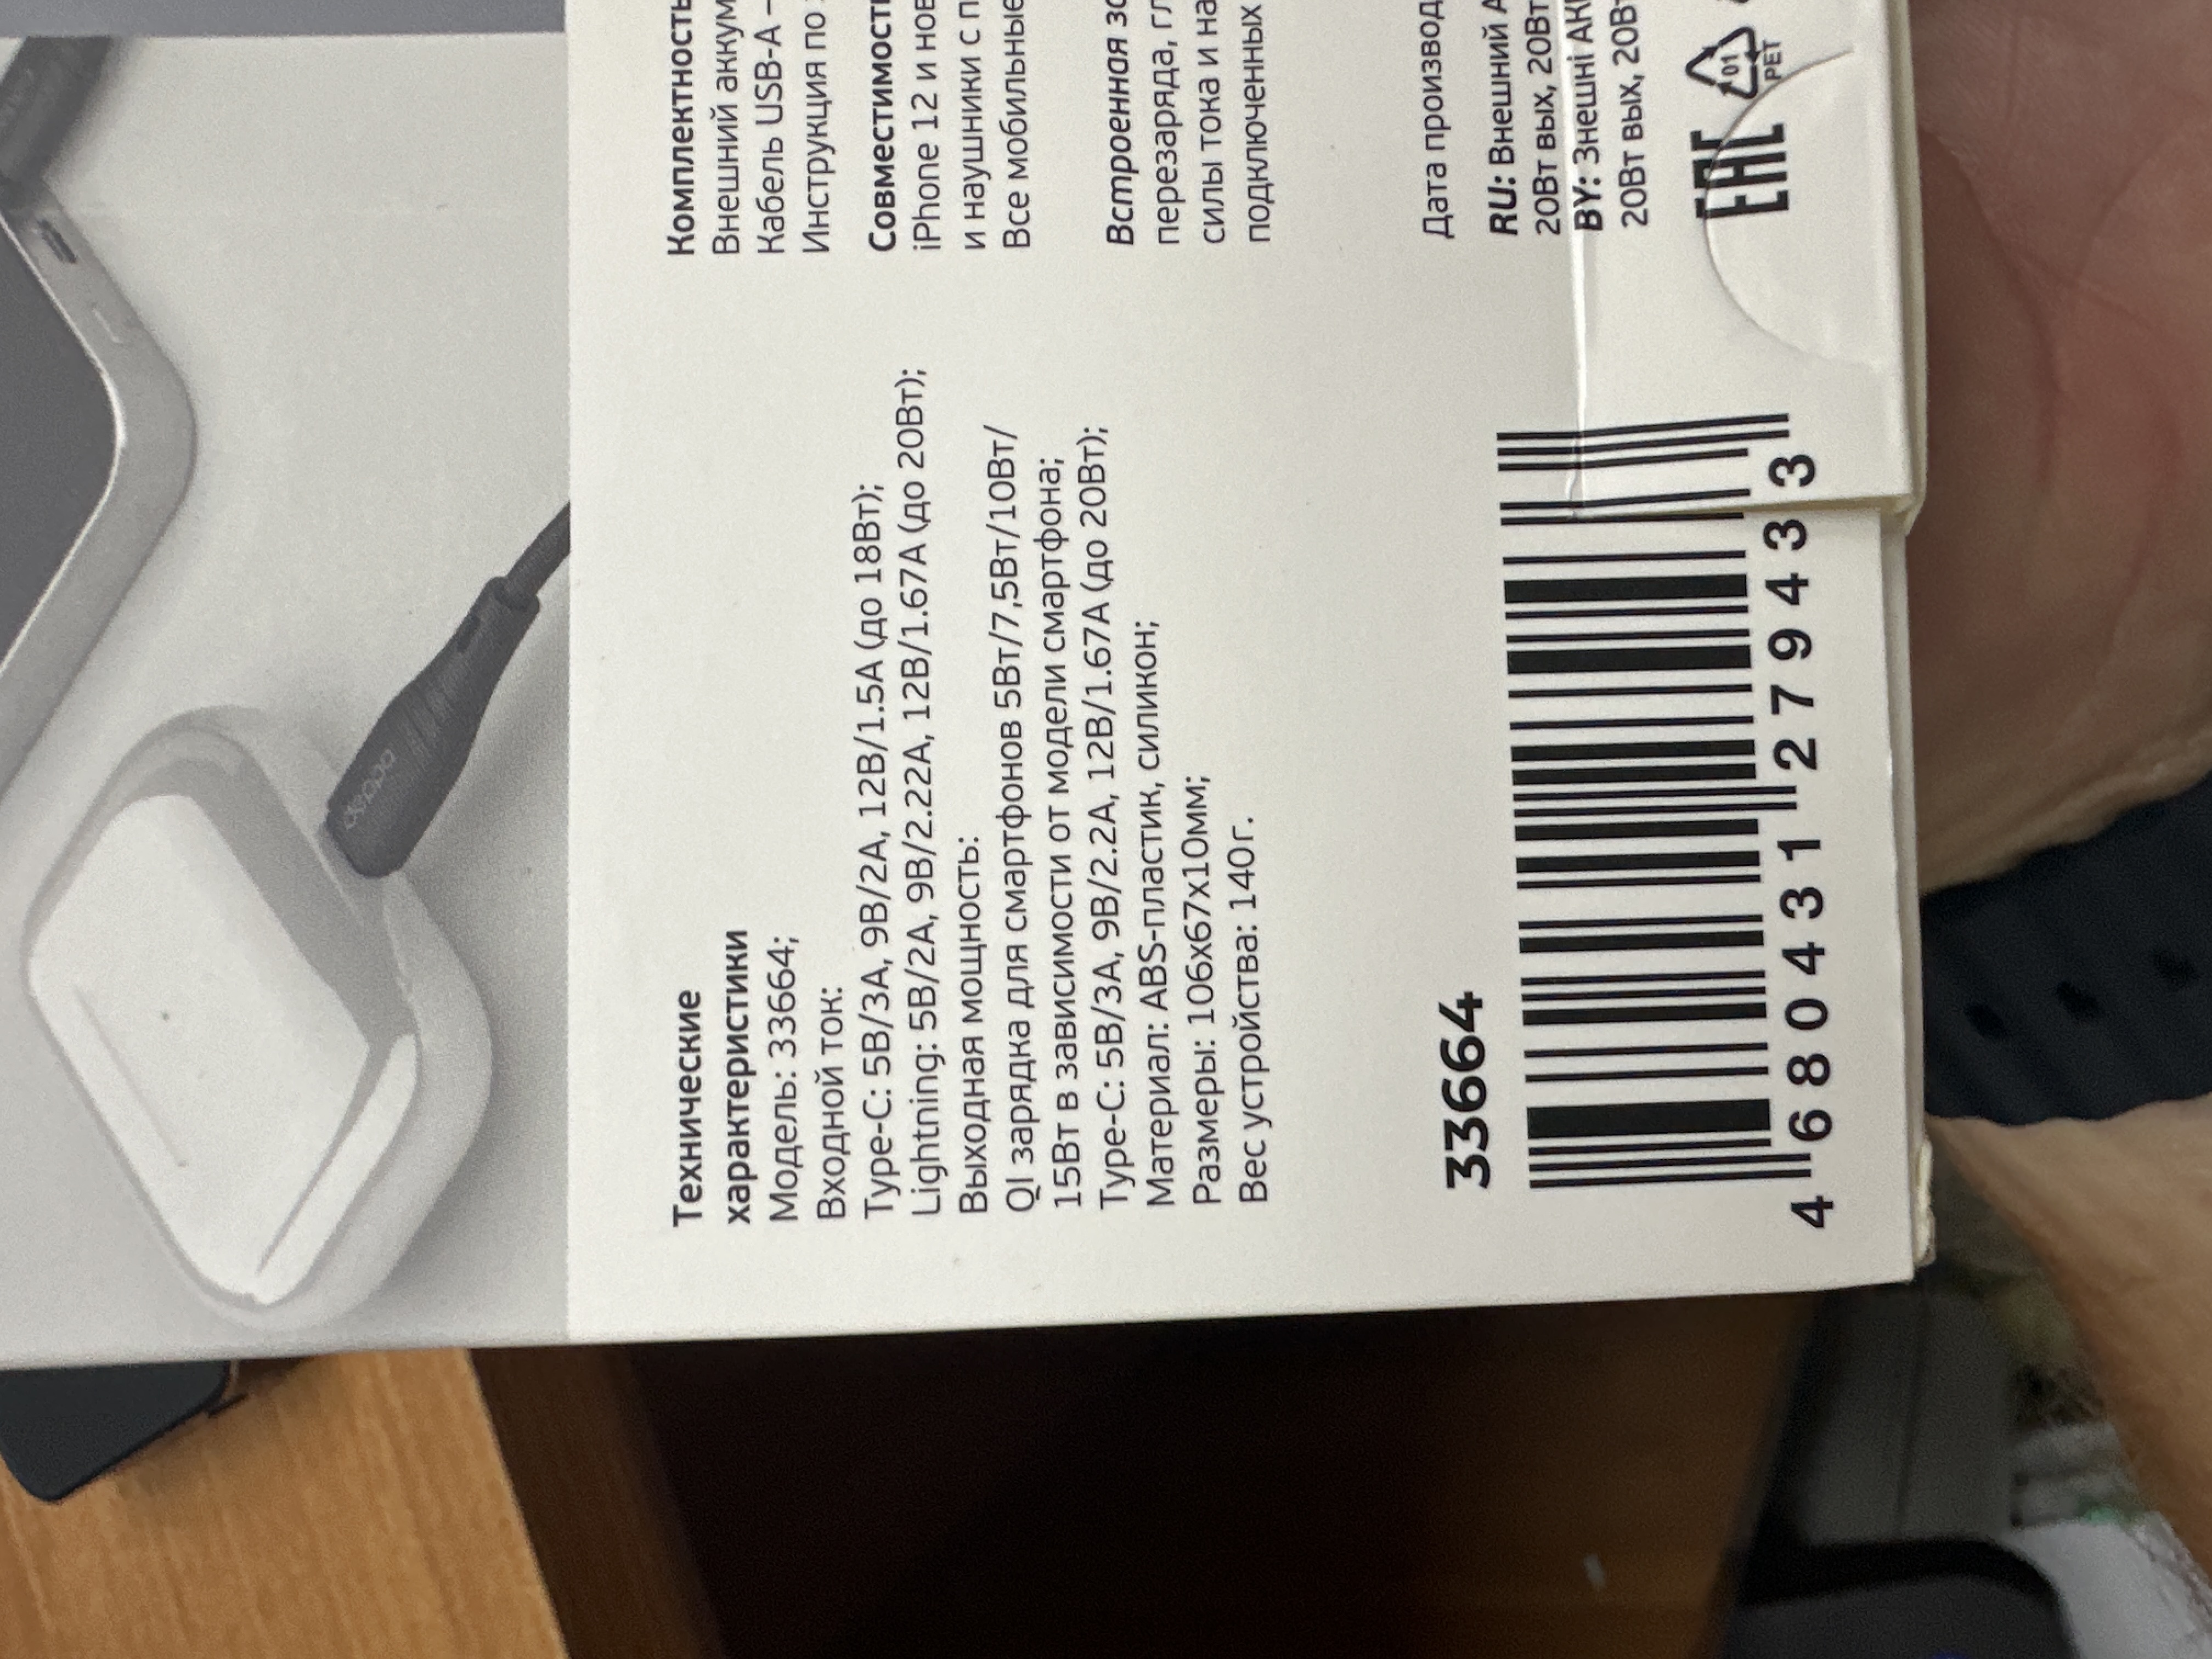 Технические
характеристики
Модель: 33664;
Входной ток:
Type-C: 5В/3А, 9В/2А, 12В/1.5А (до 18Вт);
Lightning: 5В/2А, 9В/2.22А, 12В/1.67А (до 20Вт);
Выходная мощность:
QI зарядка для смартфонов 5Вт/7,5Вт/10Вт/
15Вт в зависимости от модели смартфона;
Type-C: 5В/3А, 9В/2.2А, 12В/1.67А (до 20Вт);
Материал: ABS-пластик, силикон;
Размеры: 106х67х10мм;
Вес устройства: 140г.
33664
4 680431 279433
Комплектность
Внешний аккум
Кабель USB-A –
Инструкция по
Совместимост
iPhone 12 и нов
и наушники с п
Все мобильные
Встроенная
перезаряда, гл
силы тока и на
подключенных
Дата производ
RU: Внешний А
20Вт вых, 20Вт
BY: Знешнi АК
20Вт вых, 20Вт
EAC
01
PET